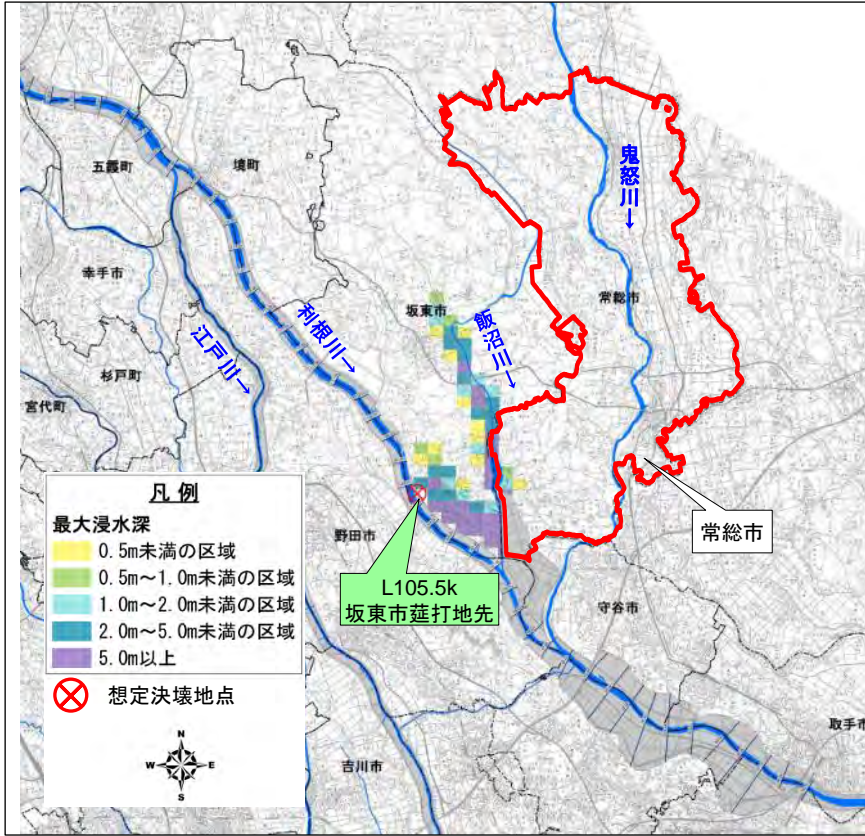 五霞町
境町
鬼怒川→
幸手市
坂東市
常総市
利根川→
飯沼川→
江戸川→
杉戸町
宮代町
凡例
最大浸水深
0.5m未満の区域
0.5m～1.0m未満の区域
1.0m～2.0m未満の区域
2.0m～5.0m未満の区域
5.0m以上
想定決壊地点
野田市
常総市
L105.5k
坂東市莚打地先
守谷市
N
W E
S
吉川市
取手市